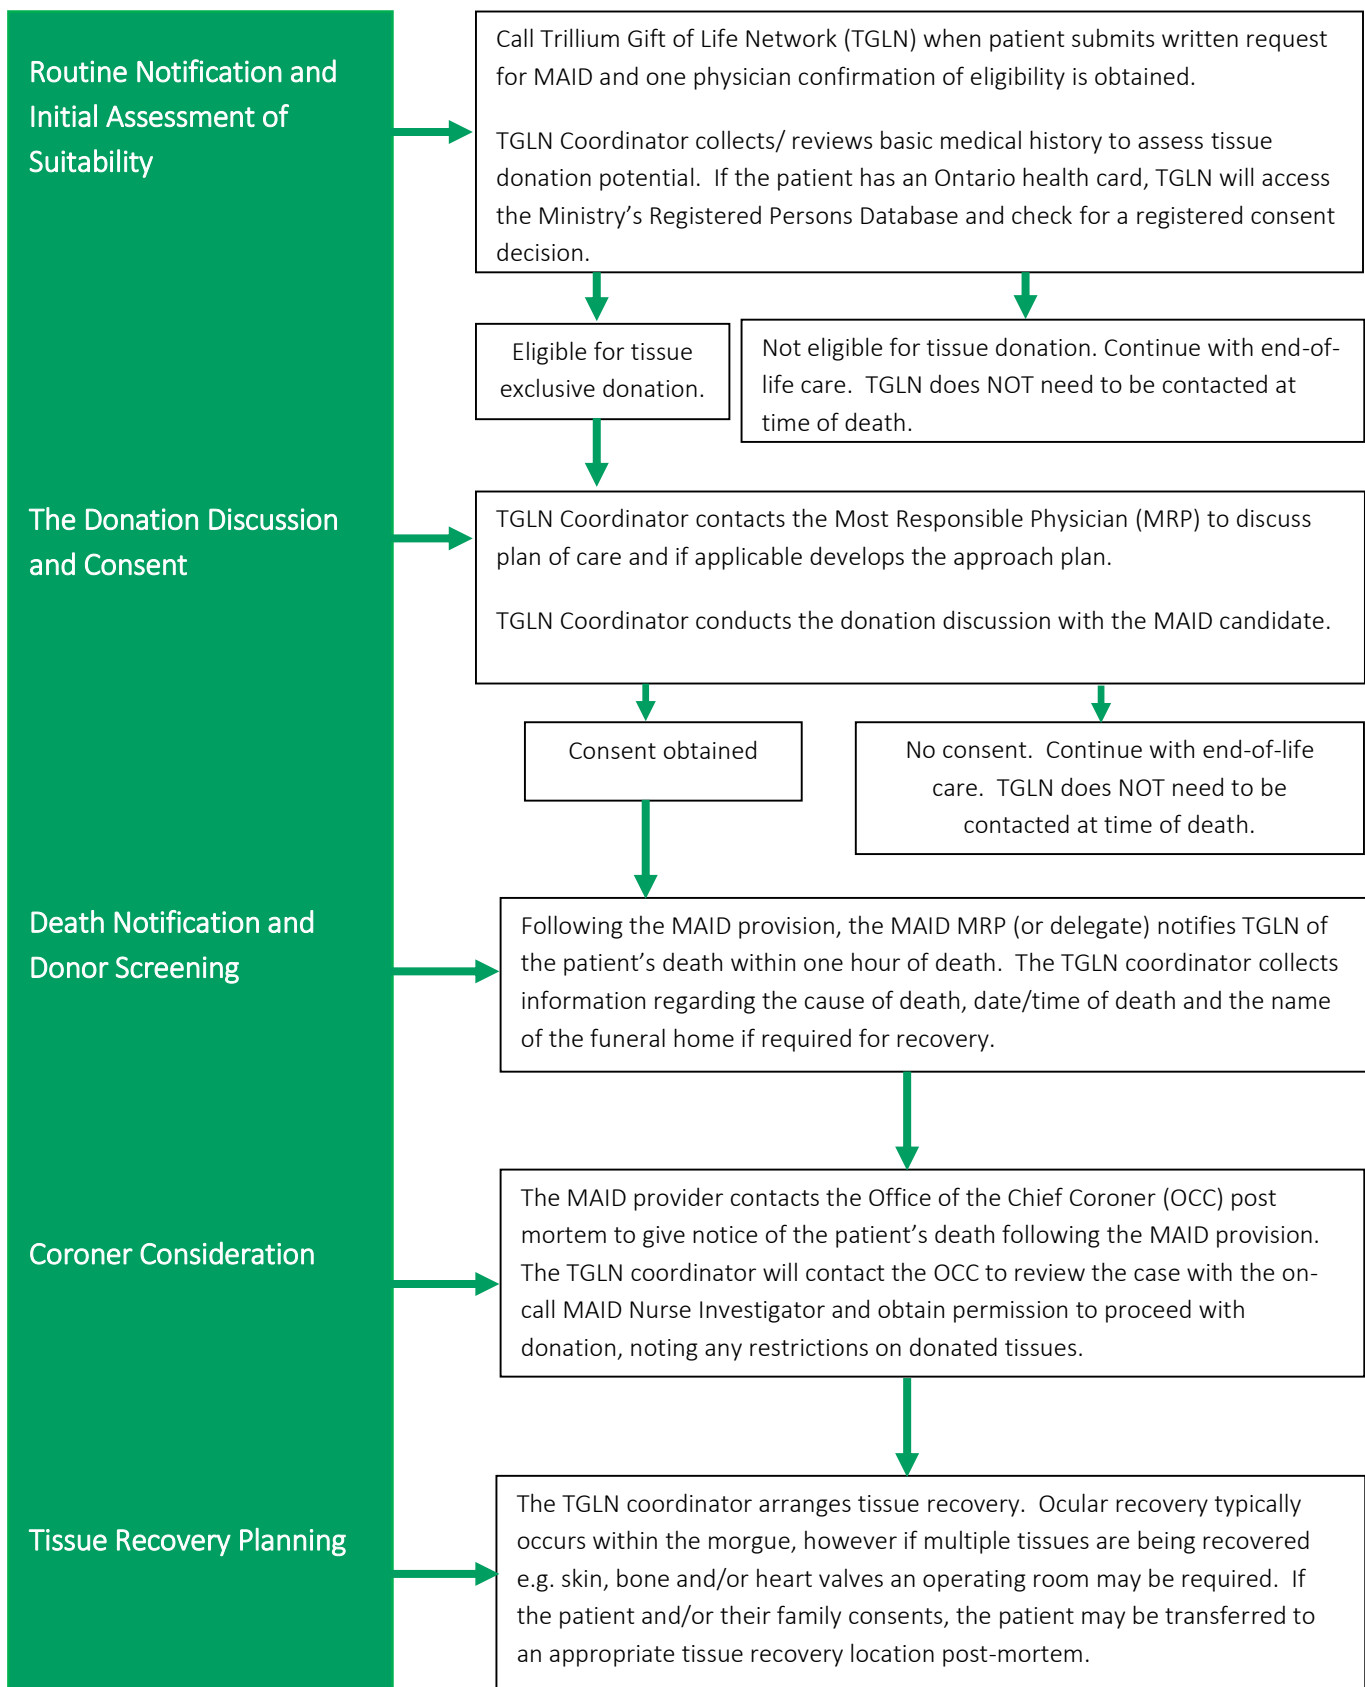 Routine Notification and
Initial Assessment of
Suitability
Call Trillium Gift of Life Network (TGLN) when patient submits written request
for MAID and one physician confirmation of eligibility is obtained.
TGLN Coordinator collects/ reviews basic medical history to assess tissue
donation potential.  If the patient has an Ontario health card, TGLN will access
the Ministry's Registered Persons Database and check for a registered consent
decision.
Eligible for tissue
exclusive donation.
Not eligible for tissue donation. Continue with end-of-
life care.  TGLN does NOT need to be contacted at
time of death.
The Donation Discussion
and Consent
TGLN Coordinator contacts the Most Responsible Physician (MRP) to discuss
plan of care and if applicable develops the approach plan.
TGLN Coordinator conducts the donation discussion with the MAID candidate.
Consent obtained
No consent.  Continue with end-of-life
care.  TGLN does NOT need to be
contacted at time of death.
Death Notification and
Donor Screening
Following the MAID provision, the MAID MRP (or delegate) notifies TGLN of
the patient's death within one hour of death.  The TGLN coordinator collects
information regarding the cause of death, date/time of death and the name
of the funeral home if required for recovery.
Coroner Consideration
The MAID provider contacts the Office of the Chief Coroner (OCC) post
mortem to give notice of the patient's death following the MAID provision.
The TGLN coordinator will contact the OCC to review the case with the on-
call MAID Nurse Investigator and obtain permission to proceed with
donation, noting any restrictions on donated tissues.
Tissue Recovery Planning
The TGLN coordinator arranges tissue recovery.  Ocular recovery typically
occurs within the morgue, however if multiple tissues are being recovered
e.g. skin, bone and/or heart valves an operating room may be required.  If
the patient and/or their family consents, the patient may be transferred to
an appropriate tissue recovery location post-mortem.